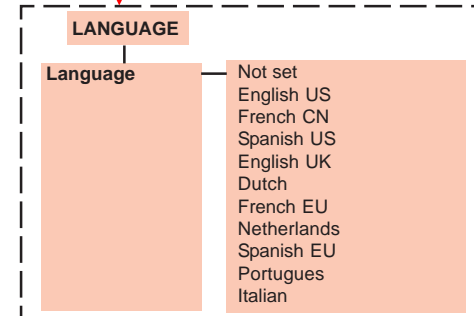 LANGUAGE
Language
Not set
English US
French CN
Spanish US
English UK
Dutch
French EU
Netherlands
Spanish EU
Portugues
Italian